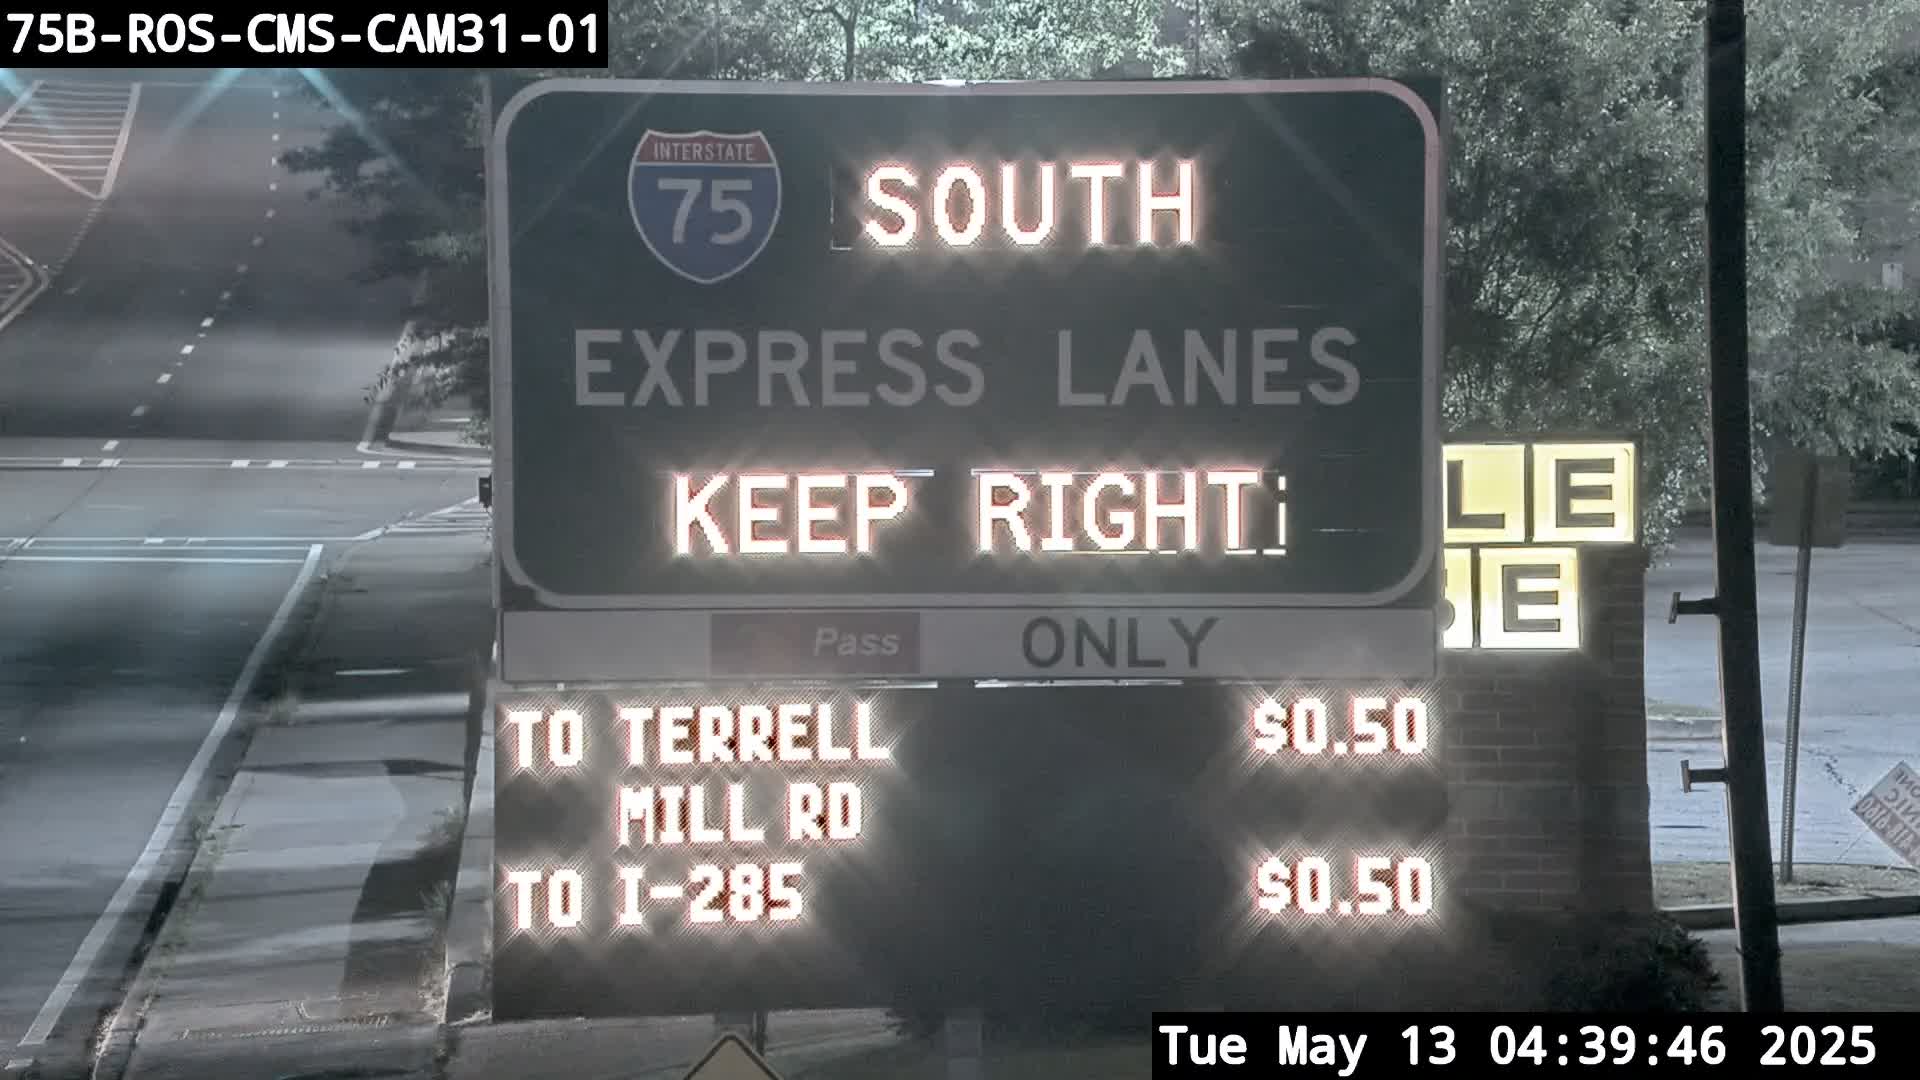 75B-ROS-CMS-CAM31-01
INTERSTATE
75
SOUTH
EXPRESS LANES
KEEP RIGHT
Pass ONLY
LE
E
TO TERRELL $0.50
MILL RD
TO I-285 $0.50
Tue May 13 04:39:46 2025